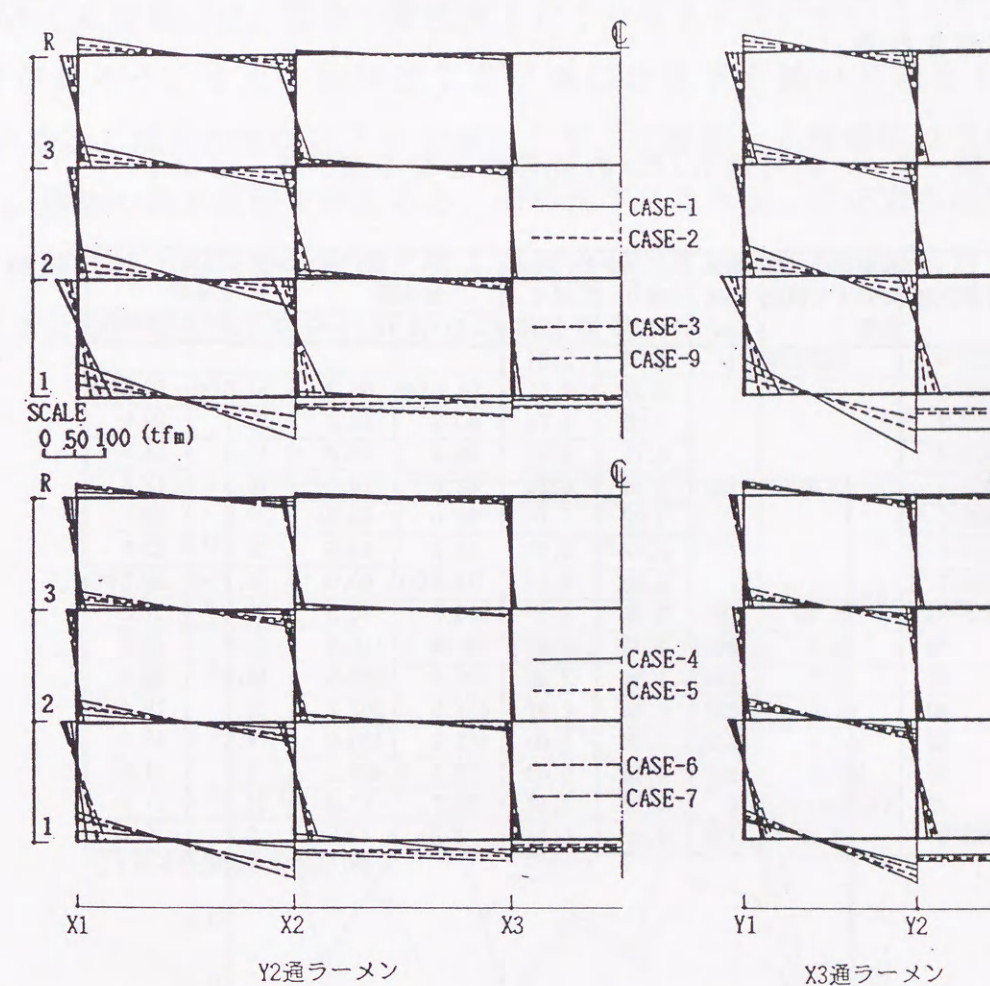 R
℄
3
CASE-1
CASE-2
2
CASE-3
CASE-9
1
SCALE
0 50 100 (tfm)
R
℄
3
CASE-4
CASE-5
2
CASE-6
CASE-7
1
X1 X2 X3 Y1 Y2
Y2通ラーメン X3通ラーメン